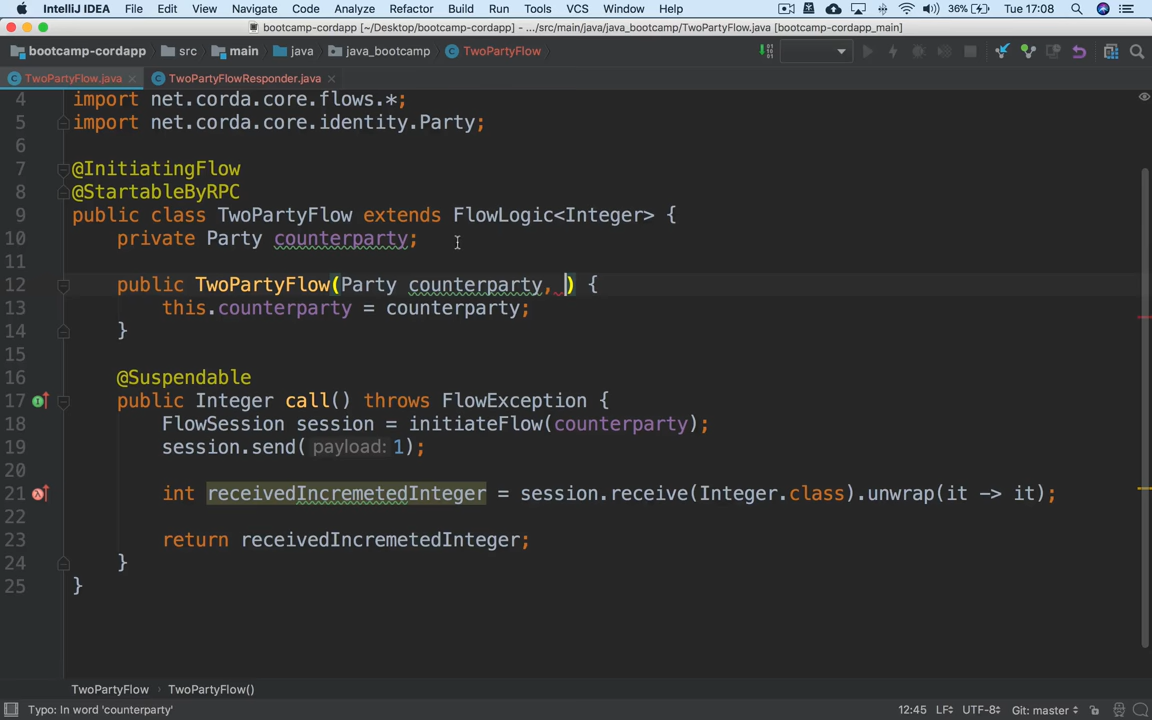 IntelliJ IDEA File Edit View Navigate Code Analyze Refactor Build Run Tools VCS Window Help 36% Tue 17:08
bootcamp-cordapp [~/Desktop/bootcamp-cordapp] - .../src/main/java/java_bootcamp/TwoPartyFlow.java [bootcamp-cordapp_main]
bootcamp-cordapp src main java java_bootcamp TwoPartyFlow
TwoPartyFlow.java TwoPartyFlowResponder.java
4 import net.corda.core.flows.*;
5 import net.corda.core.identity.Party;
6
7 @InitiatingFlow
8 @StartableByRPC
9 public class TwoPartyFlow extends FlowLogic<Integer> {
10 private Party counterparty;
11
12 public TwoPartyFlow(Party counterparty, ) {
13 this.counterparty = counterparty;
14 }
15
16 @Suspendable
17 public Integer call() throws FlowException {
18 FlowSession session = initiateFlow(counterparty);
19 session.send( payload: 1);
20
21 int receivedIncremetedInteger = session.receive(Integer.class).unwrap(it -> it);
22
23 return receivedIncremetedInteger;
24 }
25 }
TwoPartyFlow › TwoPartyFlow()
Typo: In word 'counterparty' 12:45 LF UTF-8 Git: master